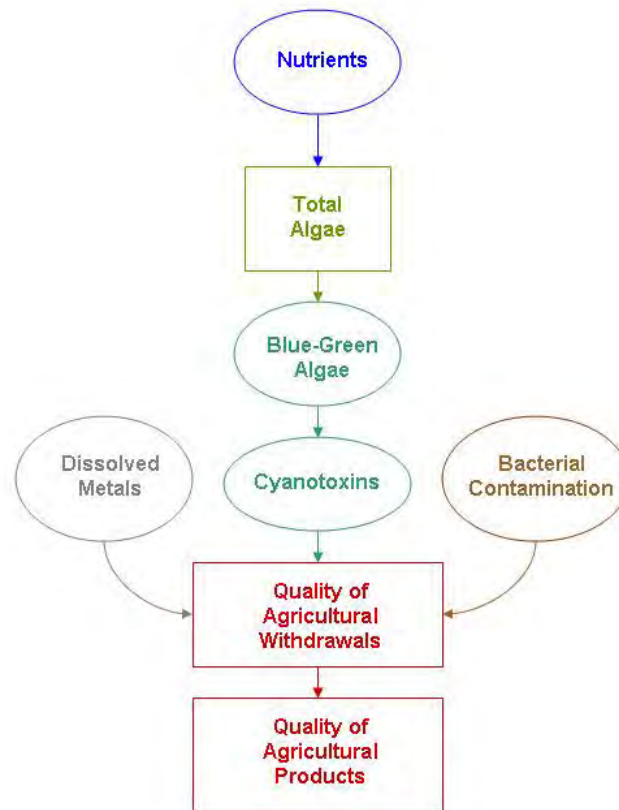 Nutrients
Total
Algae
Blue-Green
Algae
Dissolved
Metals
Cyanotoxins
Bacterial
Contamination
Quality of
Agricultural
Withdrawals
Quality of
Agricultural
Products